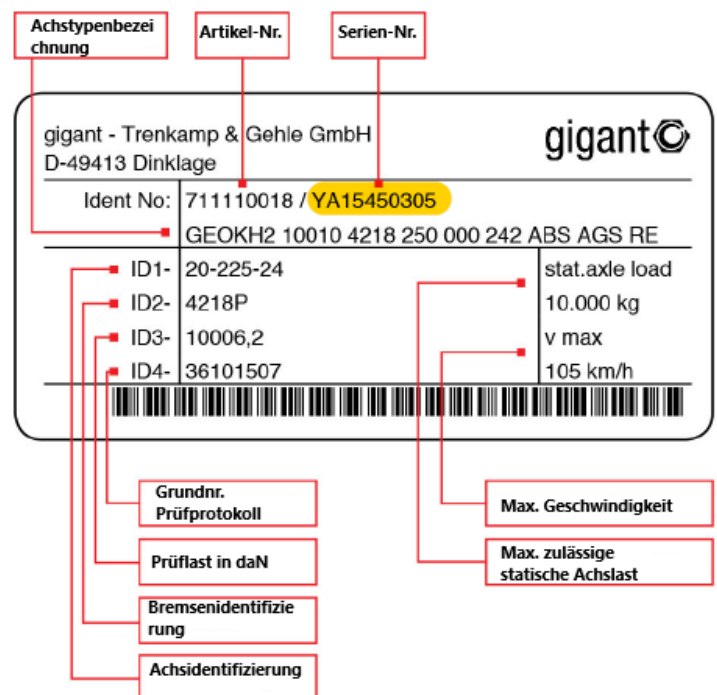 Achstypenbezei
chnung
Artikel-Nr.
Serien-Nr.
gigant - Trenkamp & Gehle GmbH
D-49413 Dinklage
gigant
Ident No: 711110018 / YA15450305
GEOKH2 10010 4218 250 000 242 ABS AGS RE
ID1- 20-225-24 stat.axle load
ID2- 4218P 10.000 kg
ID3- 10006,2 v max
ID4- 36101507 105 km/h
Grundnr.
Prüfprotokoll
Max. Geschwindigkeit
Prüflast in daN
Max. zulässige
statische Achslast
Bremsenidentifizie
rung
Achsidentifizierung